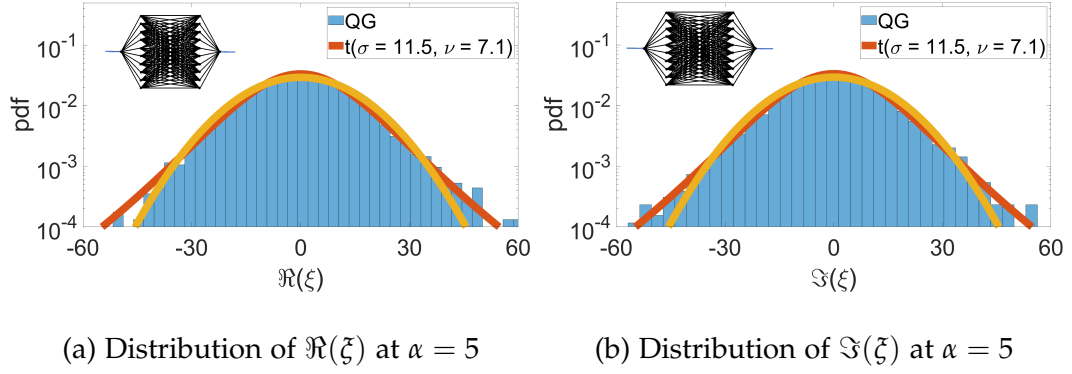 QG
t(σ = 11.5, ν = 7.1)
10⁻¹
10⁻²
10⁻³
10⁻⁴
pdf
-60 -30 0 30 60
ℜ(ξ)
(a) Distribution of ℜ(ξ) at α = 5
QG
t(σ = 11.5, ν = 7.1)
10⁻¹
10⁻²
10⁻³
10⁻⁴
pdf
-60 -30 0 30 60
ℑ(ξ)
(b) Distribution of ℑ(ξ) at α = 5